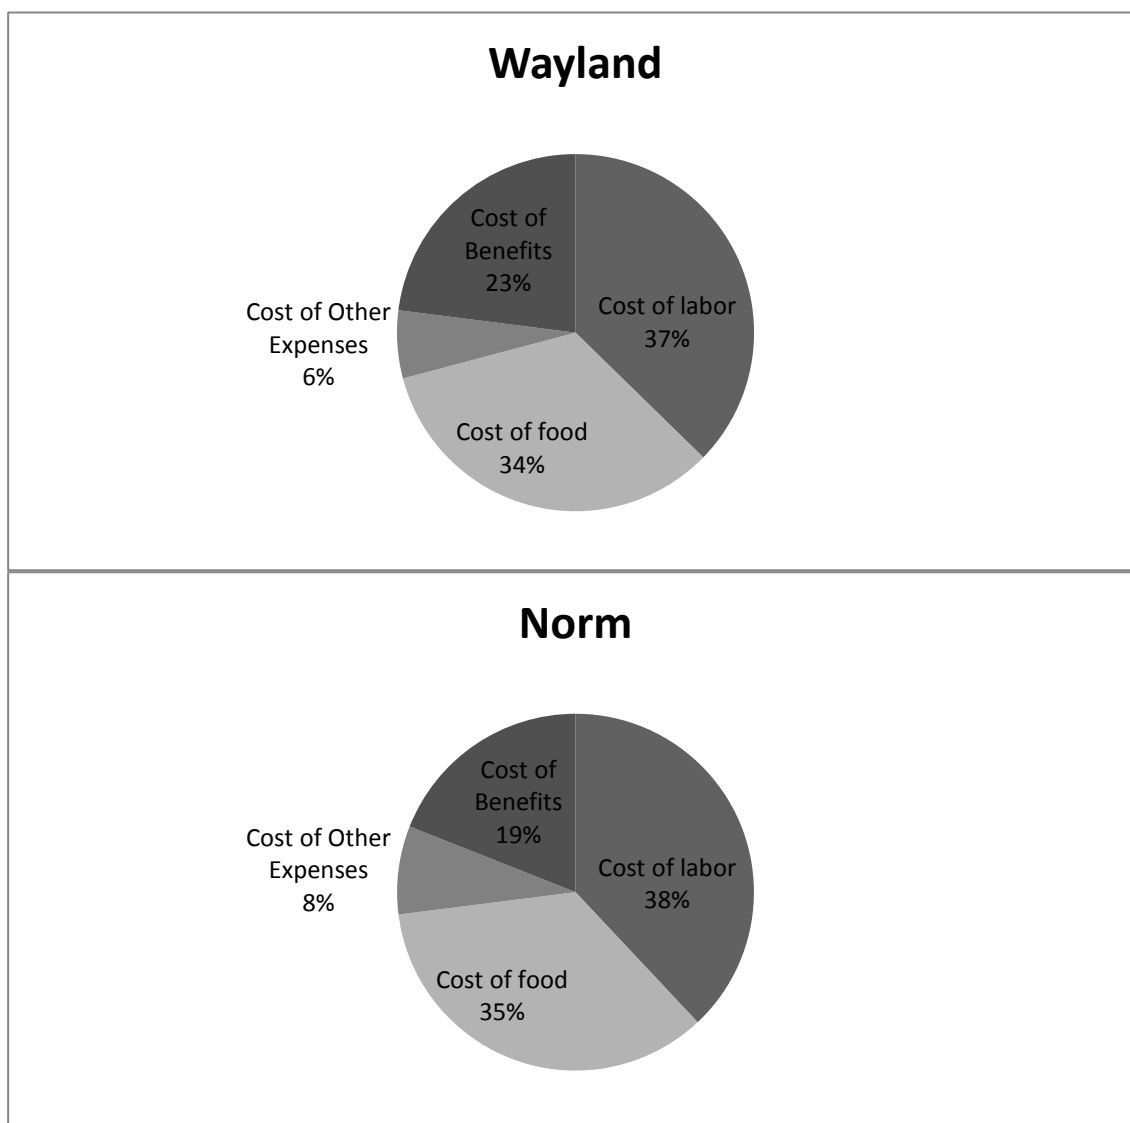 Wayland
Cost of
Benefits
23%
Cost of labor
37%
Cost of Other
Expenses
6%
Cost of food
34%
Norm
Cost of
Benefits
19%
Cost of labor
38%
Cost of Other
Expenses
8%
Cost of food
35%